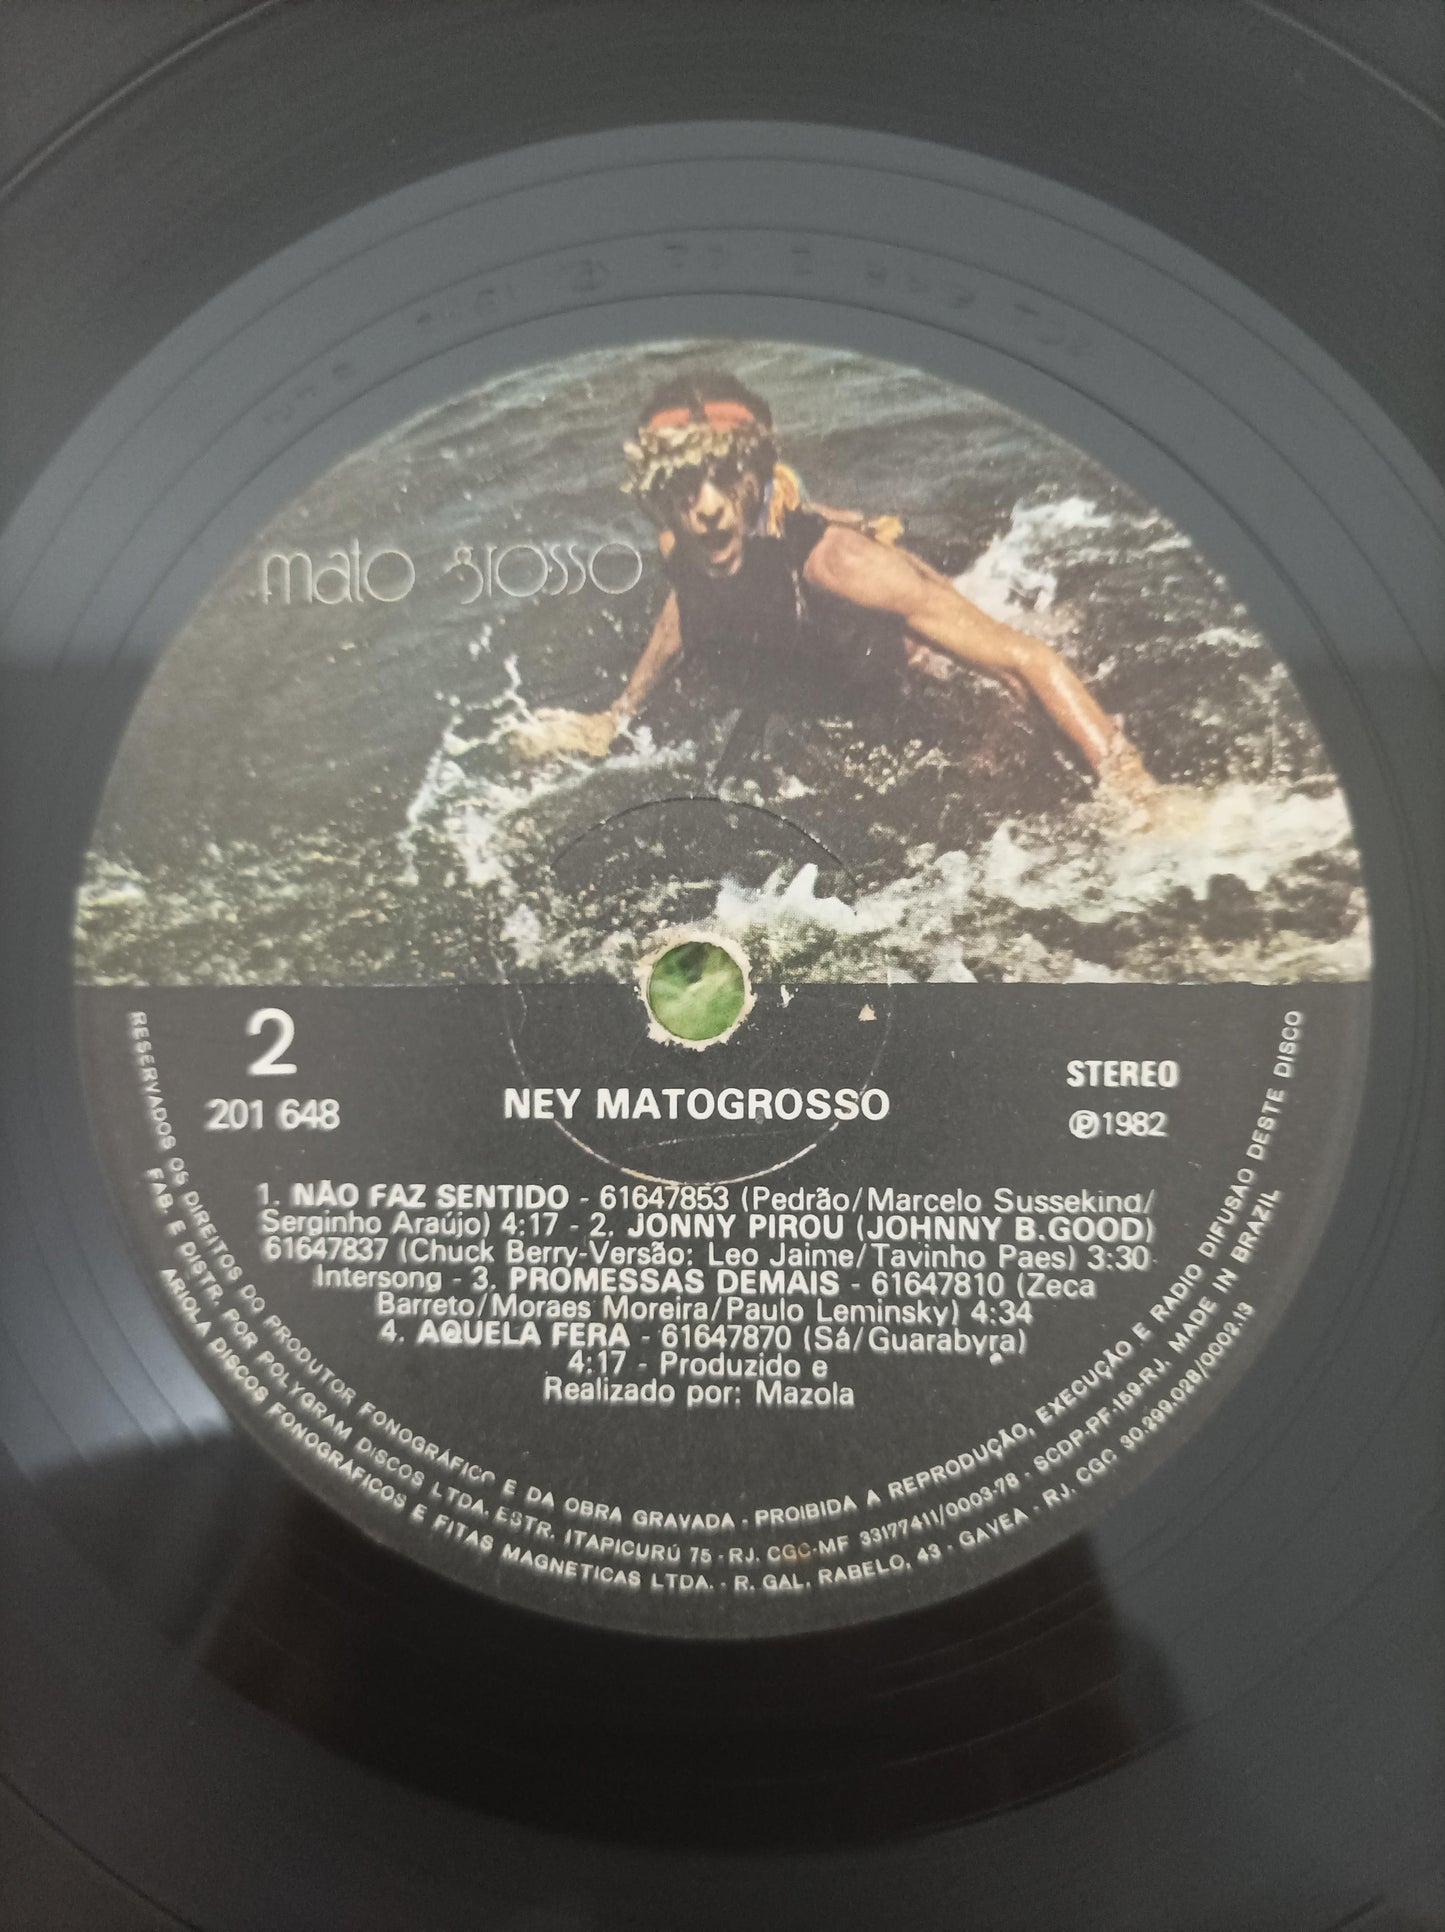 mato grosso
2
201 648
NEY MATOGROSSO
STEREO
Ⓟ1982
1. NÃO FAZ SENTIDO - 61647853 (Pedrão/Marcelo Sussekind/
Serginho Araújo) 4:17 - 2. JONNY PIROU (JOHNNY B.GOOD)
61647837 (Chuck Berry-Versão: Leo Jaime/Tavinho Paes) 3:30
Intersong - 3. PROMESSAS DEMAIS - 61647810 (Zeca
Barreto/Moraes Moreira/Paulo Leminsky) 4:34
4. AQUELA FERA - 61647870 (Sá/Guarabyra)
4:17 - Produzido e
Realizado por: Mazola
RESERVADOS OS DIREITOS DO PRODUTOR FONOGRÁFICO E DA OBRA GRAVADA - PROIBIDA A REPRODUÇÃO, EXECUÇÃO E RADIO DIFUSAO DESTE DISCO
FAB. E DISTR. POR POLYGRAM DISCOS LTDA. ESTR. ITAPICURÚ 75 - RJ. CGC-MF 33177411/0003-78 - SCDP-PF-159-RJ. MADE IN BRAZIL
ARIOLA DISCOS FONOGRÁFICOS E FITAS MAGNÉTICAS LTDA. - R. GAL. RABELO, 43 - GAVEA - RJ. CGC 30.299.028/0002.13